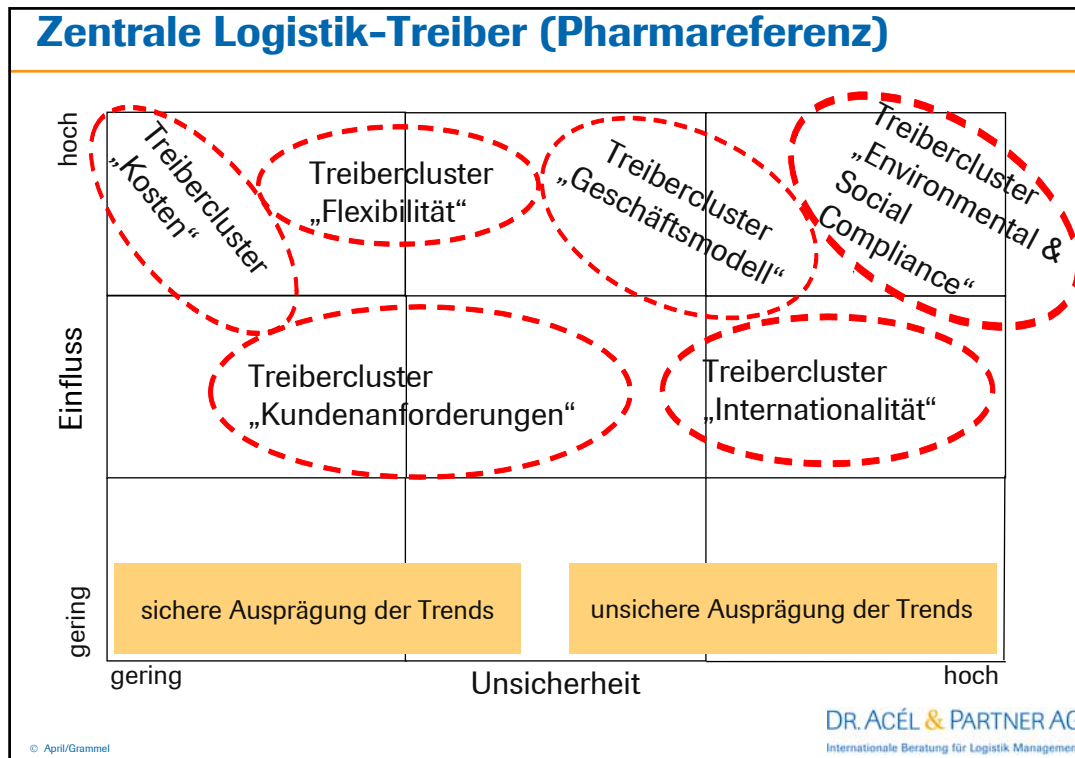 Zentrale Logistik-Treiber (Pharmareferenz)
hoch
Treibercluster
„Kosten“
Treibercluster
„Flexibilität“
Treibercluster
„Geschäftsmodell“
Treibercluster
„Environmental &
Social
Compliance“
Einfluss
Treibercluster
„Kundenanforderungen“
Treibercluster
„Internationalität“
gering
sichere Ausprägung der Trends
unsichere Ausprägung der Trends
gering
Unsicherheit
hoch
DR. ACÉL & PARTNER AG
Internationale Beratung für Logistik Managemen
© April/Grammel